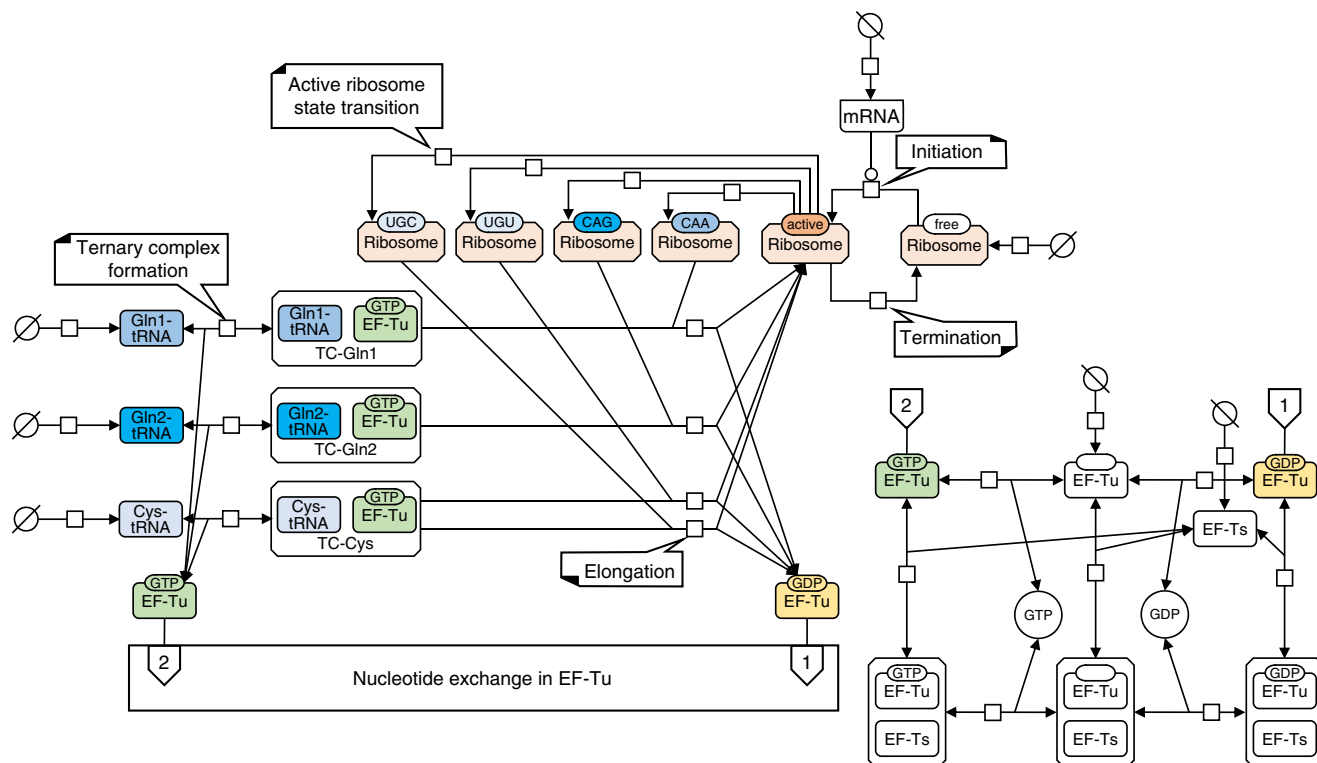 Active ribosome
state transition
mRNA
Initiation
UGC
Ribosome
UGU
Ribosome
CAG
Ribosome
CAA
Ribosome
active
Ribosome
free
Ribosome
Termination
Ternary complex
formation
Gln1-
tRNA
Gln1-
tRNA
GTP
EF-Tu
TC-Gln1
Gln2-
tRNA
Gln2-
tRNA
GTP
EF-Tu
TC-Gln2
Cys-
tRNA
Cys-
tRNA
GTP
EF-Tu
TC-Cys
Elongation
GTP
EF-Tu
GDP
EF-Tu
2
1
Nucleotide exchange in EF-Tu
2
1
GTP
EF-Tu
EF-Tu
GDP
EF-Tu
EF-Ts
GTP
GDP
GTP
EF-Tu
EF-Ts
EF-Tu
EF-Ts
GDP
EF-Tu
EF-Ts